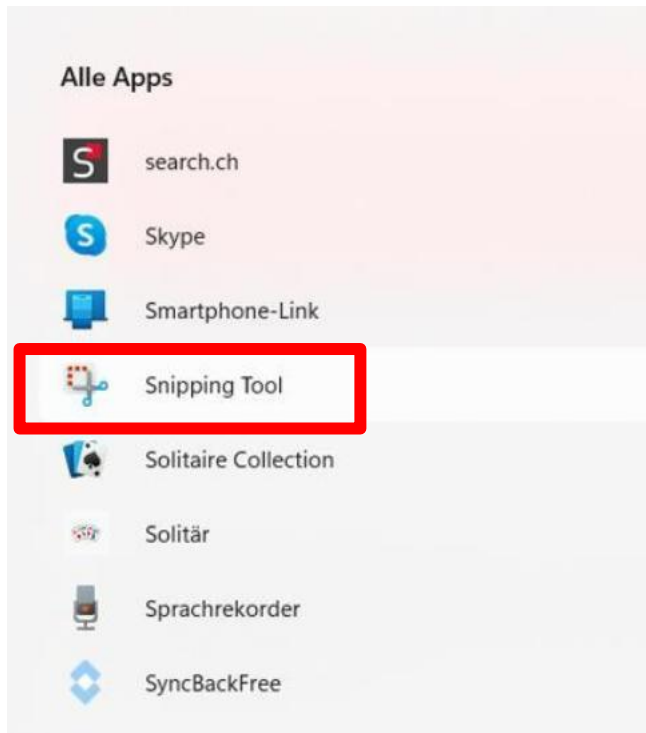 Alle Apps
search.ch
Skype
Smartphone-Link
Snipping Tool
Solitaire Collection
Solitär
Sprachrekorder
SyncBackFree